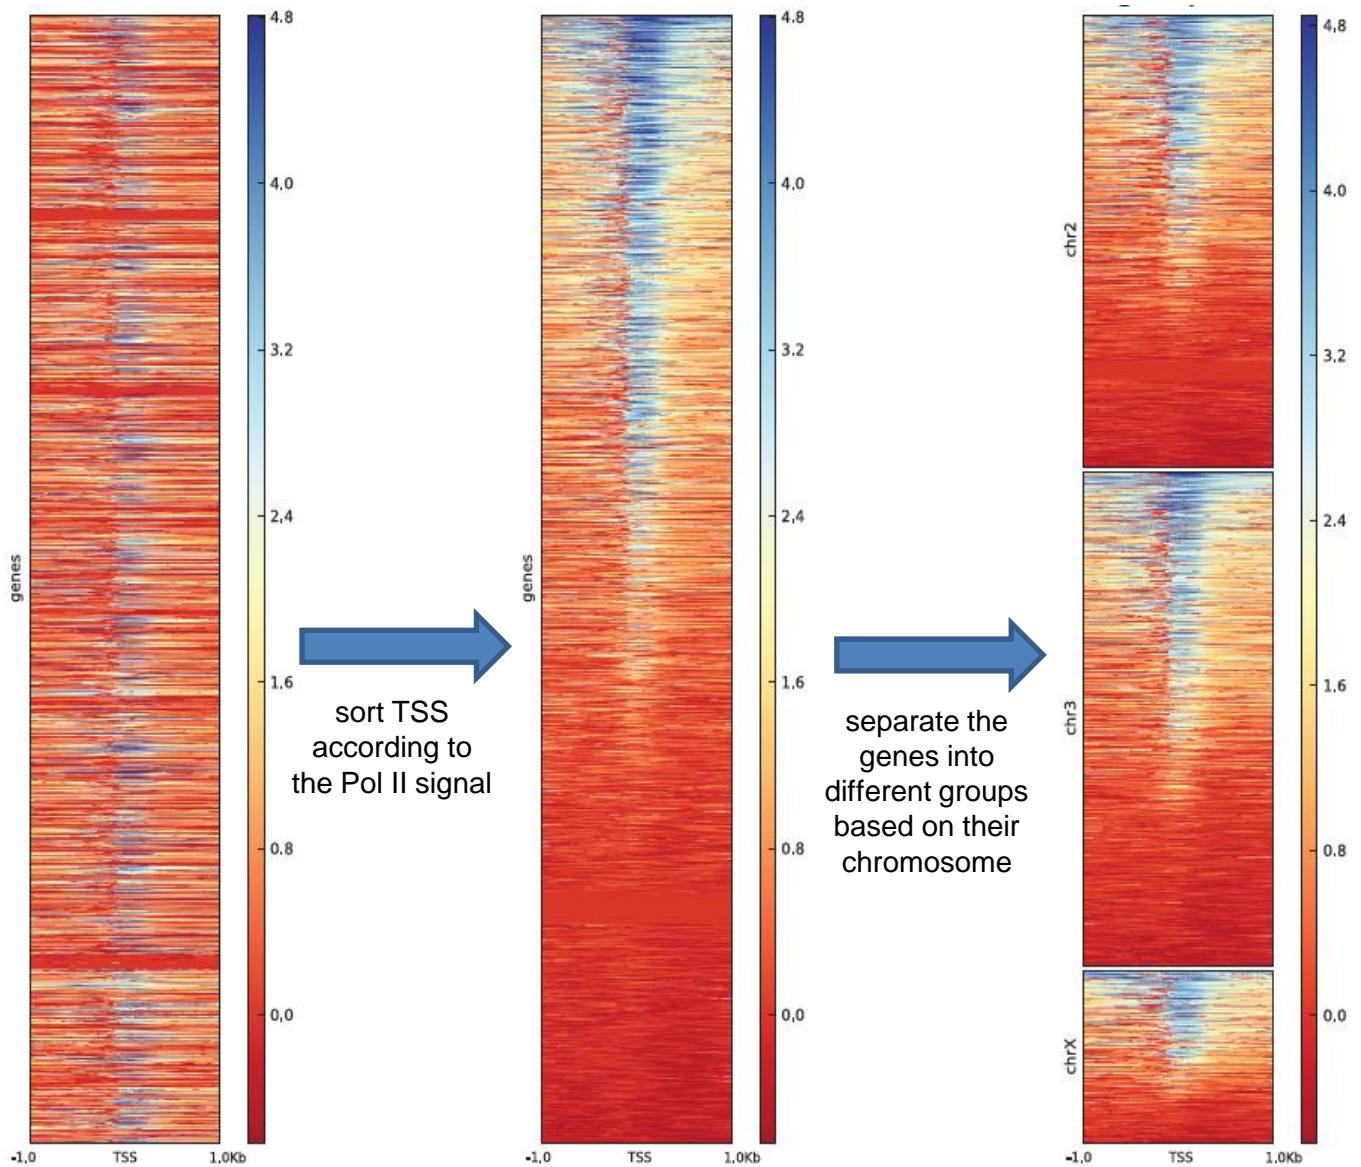 4.8
4.0
3.2
2.4
1.6
0.8
0.0
genes
-1.0 TSS 1.0Kb
sort TSS
according to
the Pol II signal
4.8
4.0
3.2
2.4
1.6
0.8
0.0
genes
-1.0 TSS 1.0Kb
separate the
genes into
different groups
based on their
chromosome
chr2
chr3
chrX
4.8
4.0
3.2
2.4
1.6
0.8
0.0
-1.0 TSS 1.0Kb